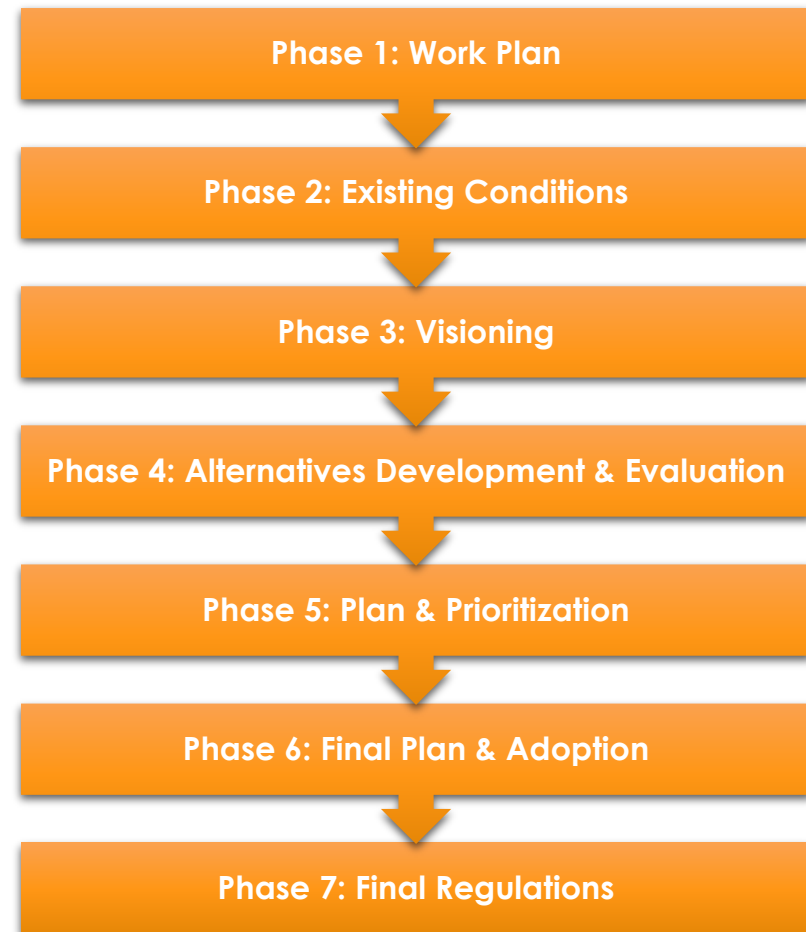 Phase 1: Work Plan
Phase 2: Existing Conditions
Phase 3: Visioning
Phase 4: Alternatives Development & Evaluation
Phase 5: Plan & Prioritization
Phase 6: Final Plan & Adoption
Phase 7: Final Regulations